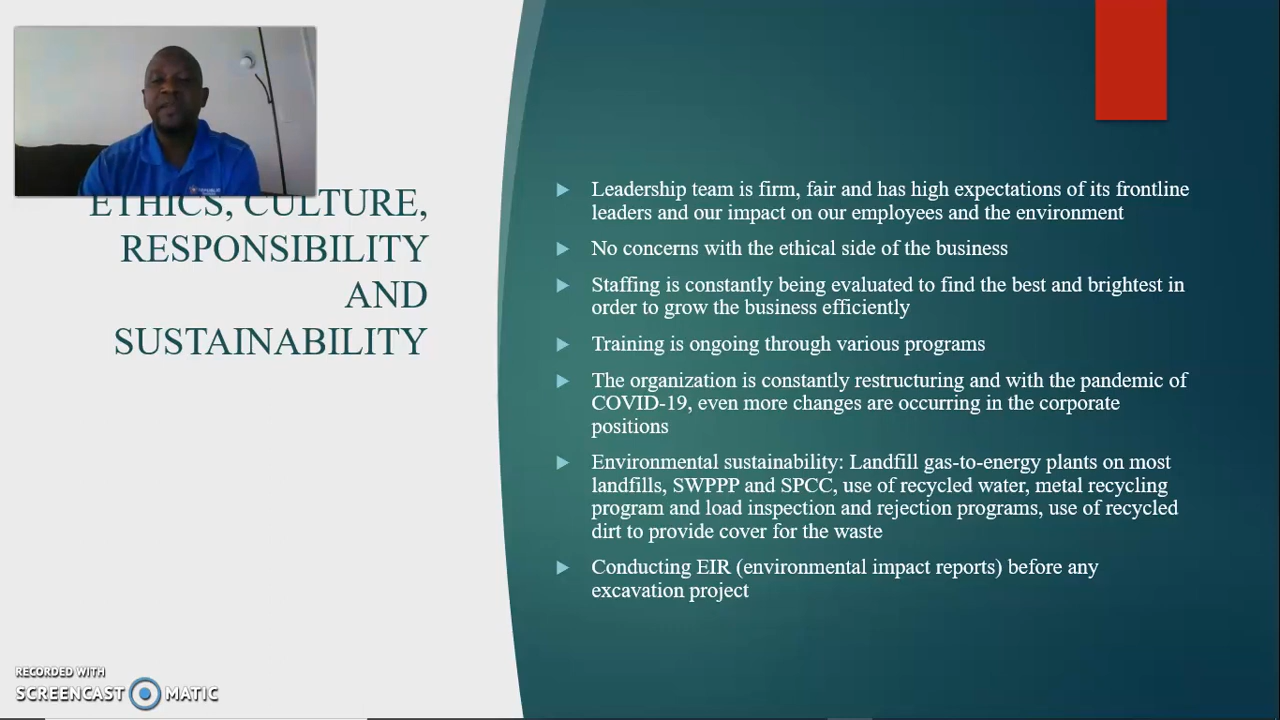 ETHICS, CULTURE,
RESPONSIBILITY
AND
SUSTAINABILITY
Leadership team is firm, fair and has high expectations of its frontline
leaders and our impact on our employees and the environment
No concerns with the ethical side of the business
Staffing is constantly being evaluated to find the best and brightest in
order to grow the business efficiently
Training is ongoing through various programs
The organization is constantly restructuring and with the pandemic of
COVID-19, even more changes are occurring in the corporate
positions
Environmental sustainability: Landfill gas-to-energy plants on most
landfills, SWPPP and SPCC, use of recycled water, metal recycling
program and load inspection and rejection programs, use of recycled
dirt to provide cover for the waste
Conducting EIR (environmental impact reports) before any
excavation project
RECORDED WITH
SCREENCAST MATIC